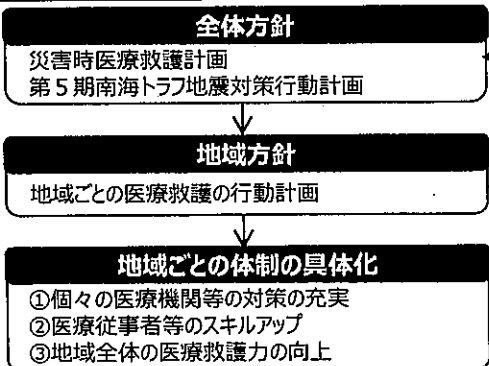 全体方針
災害時医療救護計画
第5期南海トラフ地震対策行動計画
地域方針
地域ごとの医療救護の行動計画
地域ごとの体制の具体化
①個々の医療機関等の対策の充実
②医療従事者等のスキルアップ
③地域全体の医療救護力の向上